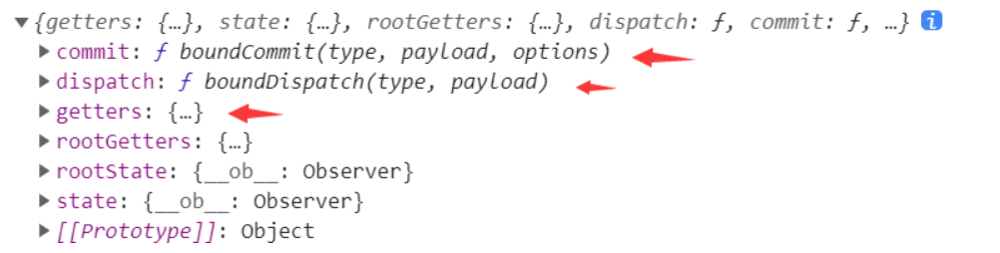 {getters: {…}, state: {…}, rootGetters: {…}, dispatch: ƒ, commit: ƒ, …} i
commit: ƒ boundCommit(type, payload, options)
dispatch: ƒ boundDispatch(type, payload)
getters: {…}
rootGetters: {…}
rootState: {__ob__: Observer}
state: {__ob__: Observer}
[[Prototype]]: Object